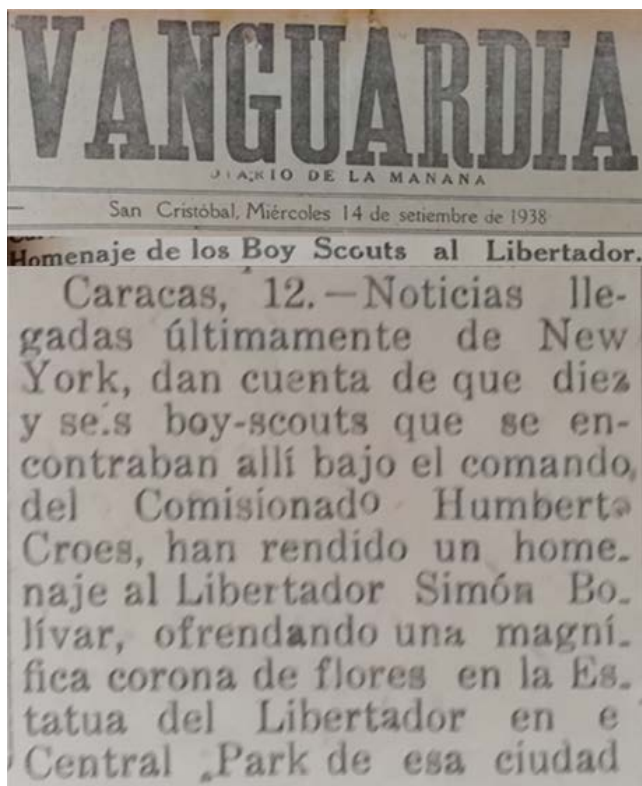 VANGUARDIA
DIARIO DE LA MAÑANA
San Cristóbal, Miércoles 14 de setiembre de 1938
Homenaje de los Boy Scouts al Libertador.
Caracas, 12.—Noticias lle-
gadas últimamente de New
York, dan cuenta de que diez
y seis boy-scouts que se en-
contraban allí bajo el comando
del Comisionado Humberto
Croes, han rendido un home-
naje al Libertador Simón Bo-
lívar, ofrendando una magní-
fica corona de flores en la Es-
tatua del Libertador en e
Central Park de esa ciudad